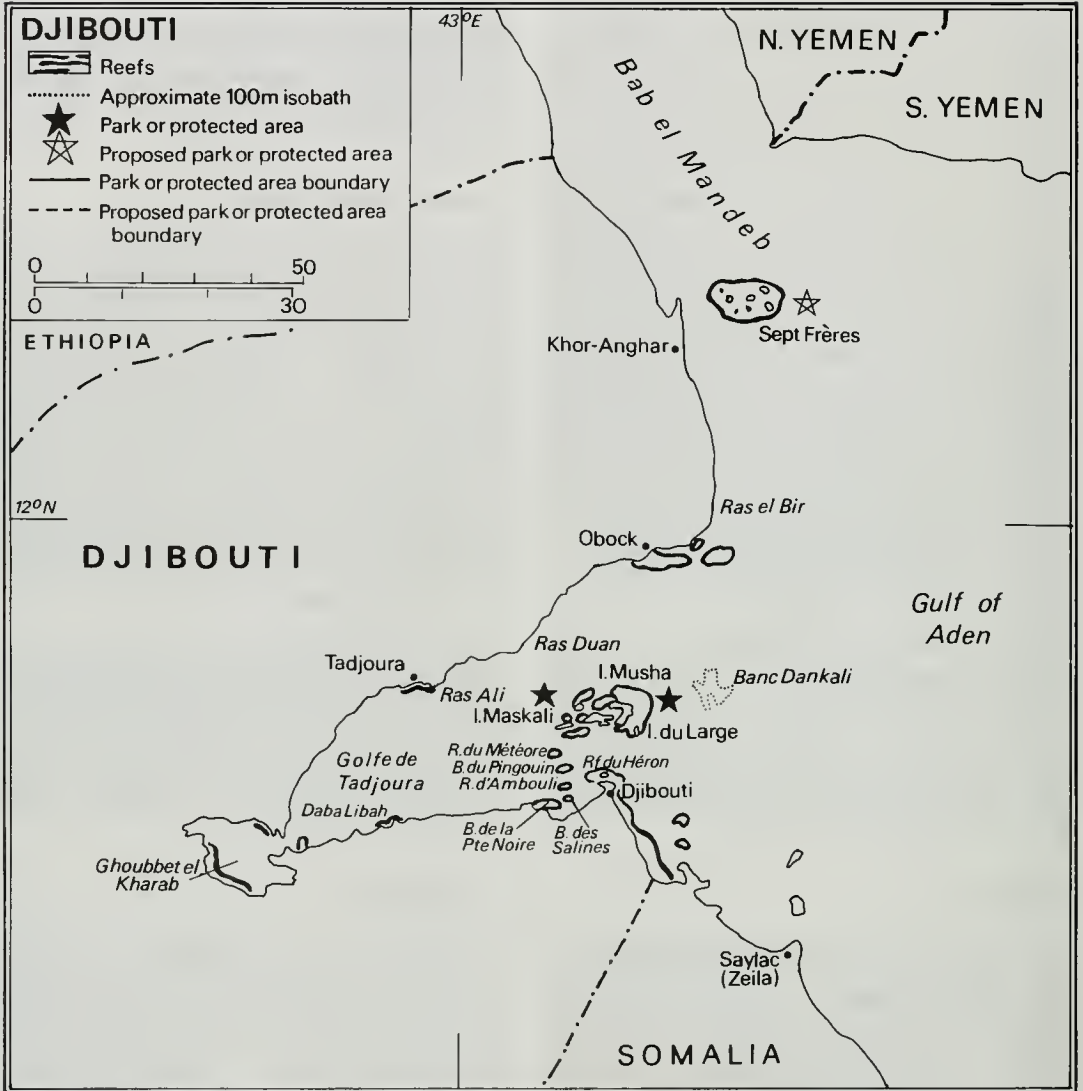 DJIBOUTI
Reefs
Approximate 100m isobath
Park or protected area
Proposed park or protected area
Park or protected area boundary
Proposed park or protected area
boundary
0 50
0 30
43°E
N. YEMEN
S. YEMEN
Bab el Mandeb
ETHIOPIA
Sept Frères
Khor-Anghar
12°N
Ras el Bir
Obock
DJIBOUTI
Gulf of
Aden
Ras Duan
Tadjoura
I.Musha
Banc Dankali
Ras Ali
I.Maskali
I.du Large
R.du Météore
Golfe de
Tadjoura
B.du Pingouin
Rf.du Héron
R.d'Ambouli
Djibouti
Daba Libah
B.de la
Pte Noire
B. des
Salines
Ghoubbet el
Kharab
Saylac
(Zeila)
SOMALIA